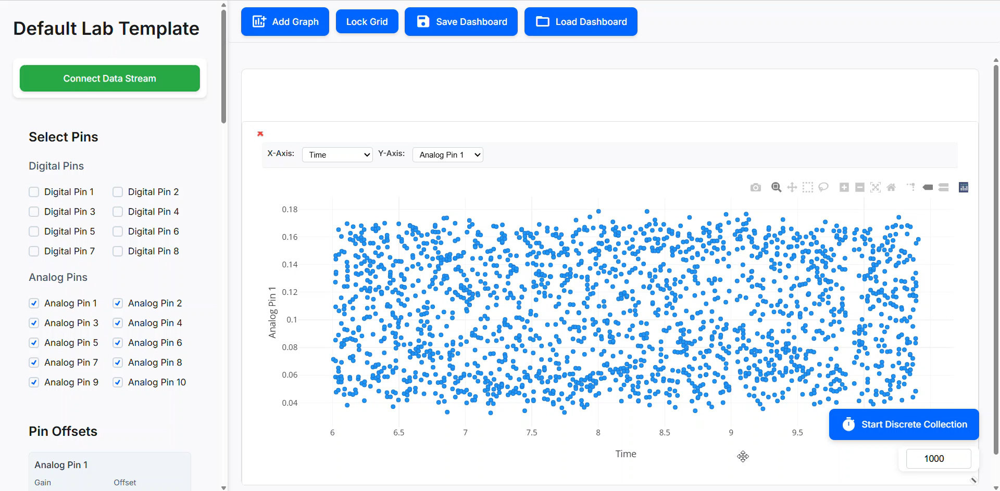 Default Lab Template
Connect Data Stream
Select Pins
Digital Pins
Digital Pin 1 Digital Pin 2
Digital Pin 3 Digital Pin 4
Digital Pin 5 Digital Pin 6
Digital Pin 7 Digital Pin 8
Analog Pins
Analog Pin 1 Analog Pin 2
Analog Pin 3 Analog Pin 4
Analog Pin 5 Analog Pin 6
Analog Pin 7 Analog Pin 8
Analog Pin 9 Analog Pin 10
Pin Offsets
Analog Pin 1
Gain Offset
Add Graph Lock Grid Save Dashboard Load Dashboard
X-Axis: Time Y-Axis: Analog Pin 1
0.18
0.16
0.14
0.12
0.1
0.08
0.06
0.04
Analog Pin 1
6 6.5 7 7.5 8 8.5 9 9.5
Time
Start Discrete Collection
1000